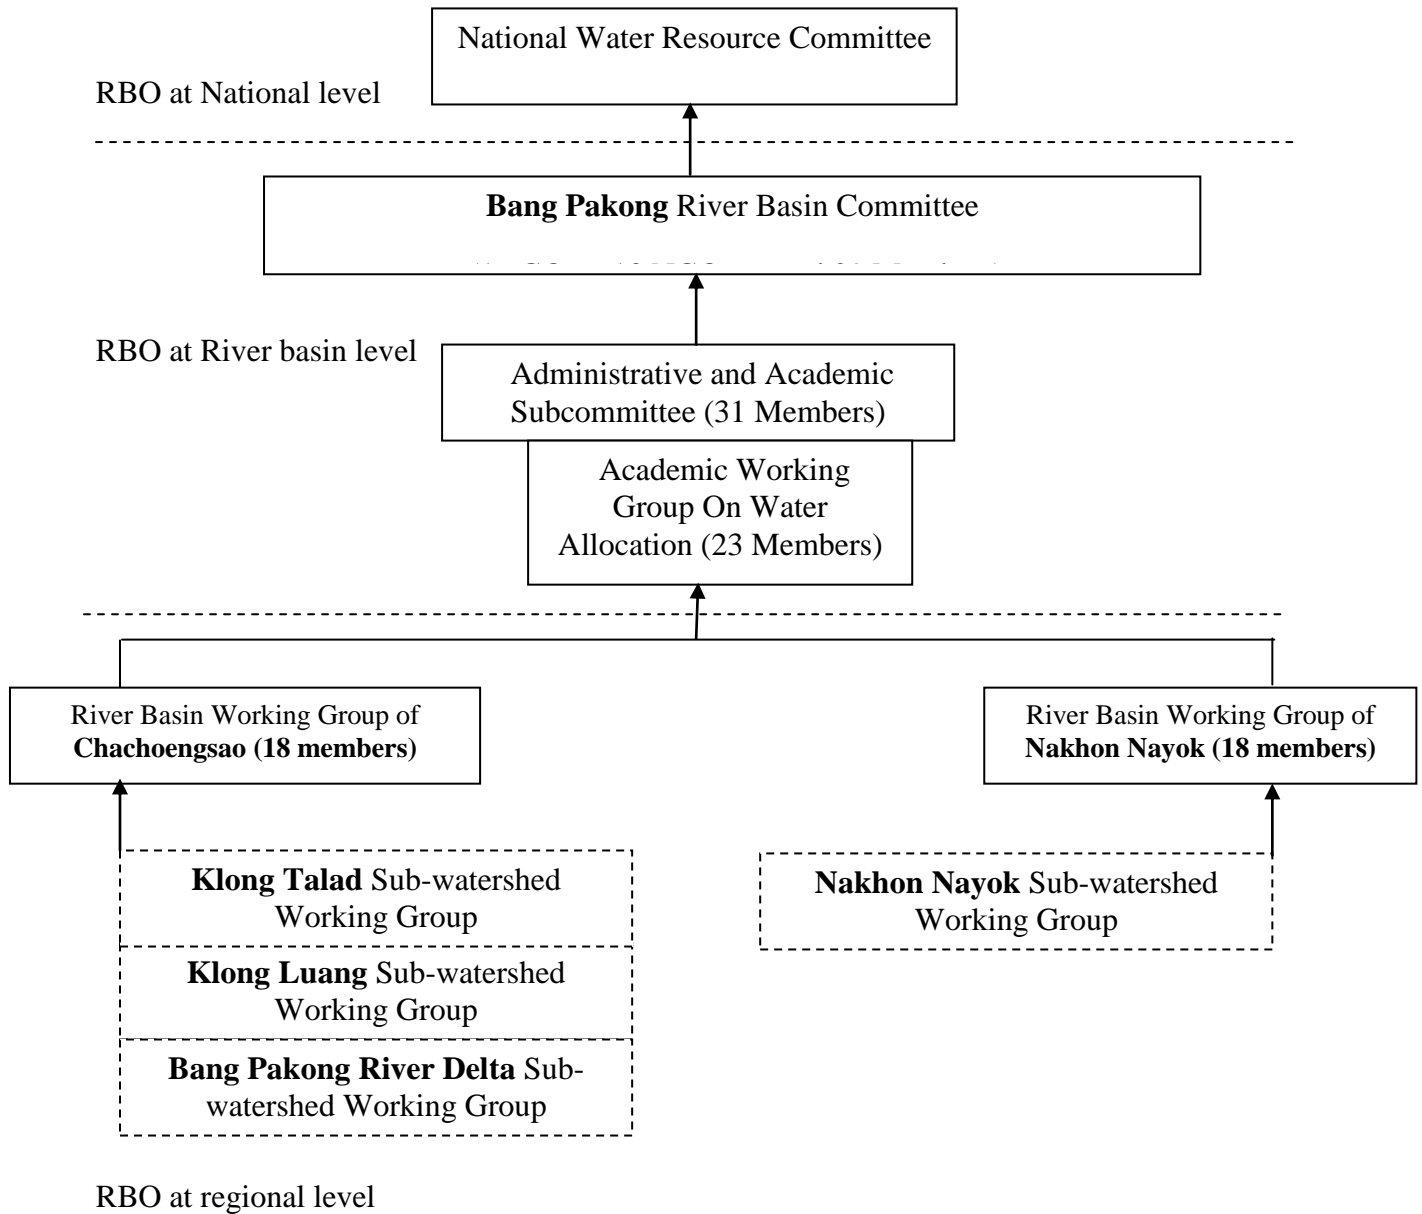 National Water Resource Committee
RBO at National level
Bang Pakong River Basin Committee
RBO at River basin level
Administrative and Academic
Subcommittee (31 Members)
Academic Working
Group On Water
Allocation (23 Members)
River Basin Working Group of
Chachoengsao (18 members)
River Basin Working Group of
Nakhon Nayok (18 members)
Klong Talad Sub-watershed
Working Group
Nakhon Nayok Sub-watershed
Working Group
Klong Luang Sub-watershed
Working Group
Bang Pakong River Delta Sub-
watershed Working Group
RBO at regional level